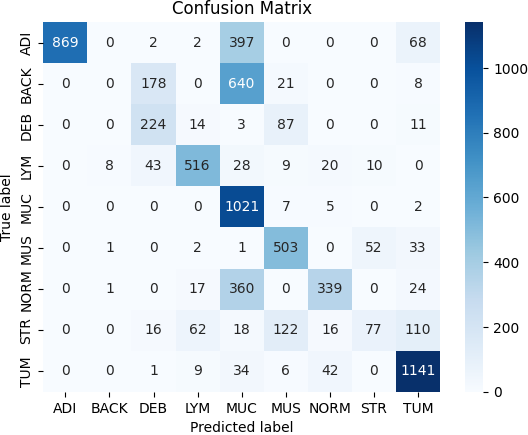 Confusion Matrix
True label
ADI 869 0 2 2 397 0 0 0 68
BACK 0 0 178 0 640 21 0 0 8
DEB 0 0 224 14 3 87 0 0 11
LYM 0 8 43 516 28 9 20 10 0
MUC 0 0 0 0 1021 7 5 0 2
MUS 0 1 0 2 1 503 0 52 33
NORM 0 1 0 17 360 0 339 0 24
STR 0 0 16 62 18 122 16 77 110
TUM 0 0 1 9 34 6 42 0 1141
ADI BACK DEB LYM MUC MUS NORM STR TUM
Predicted label
1000
800
600
400
200
0